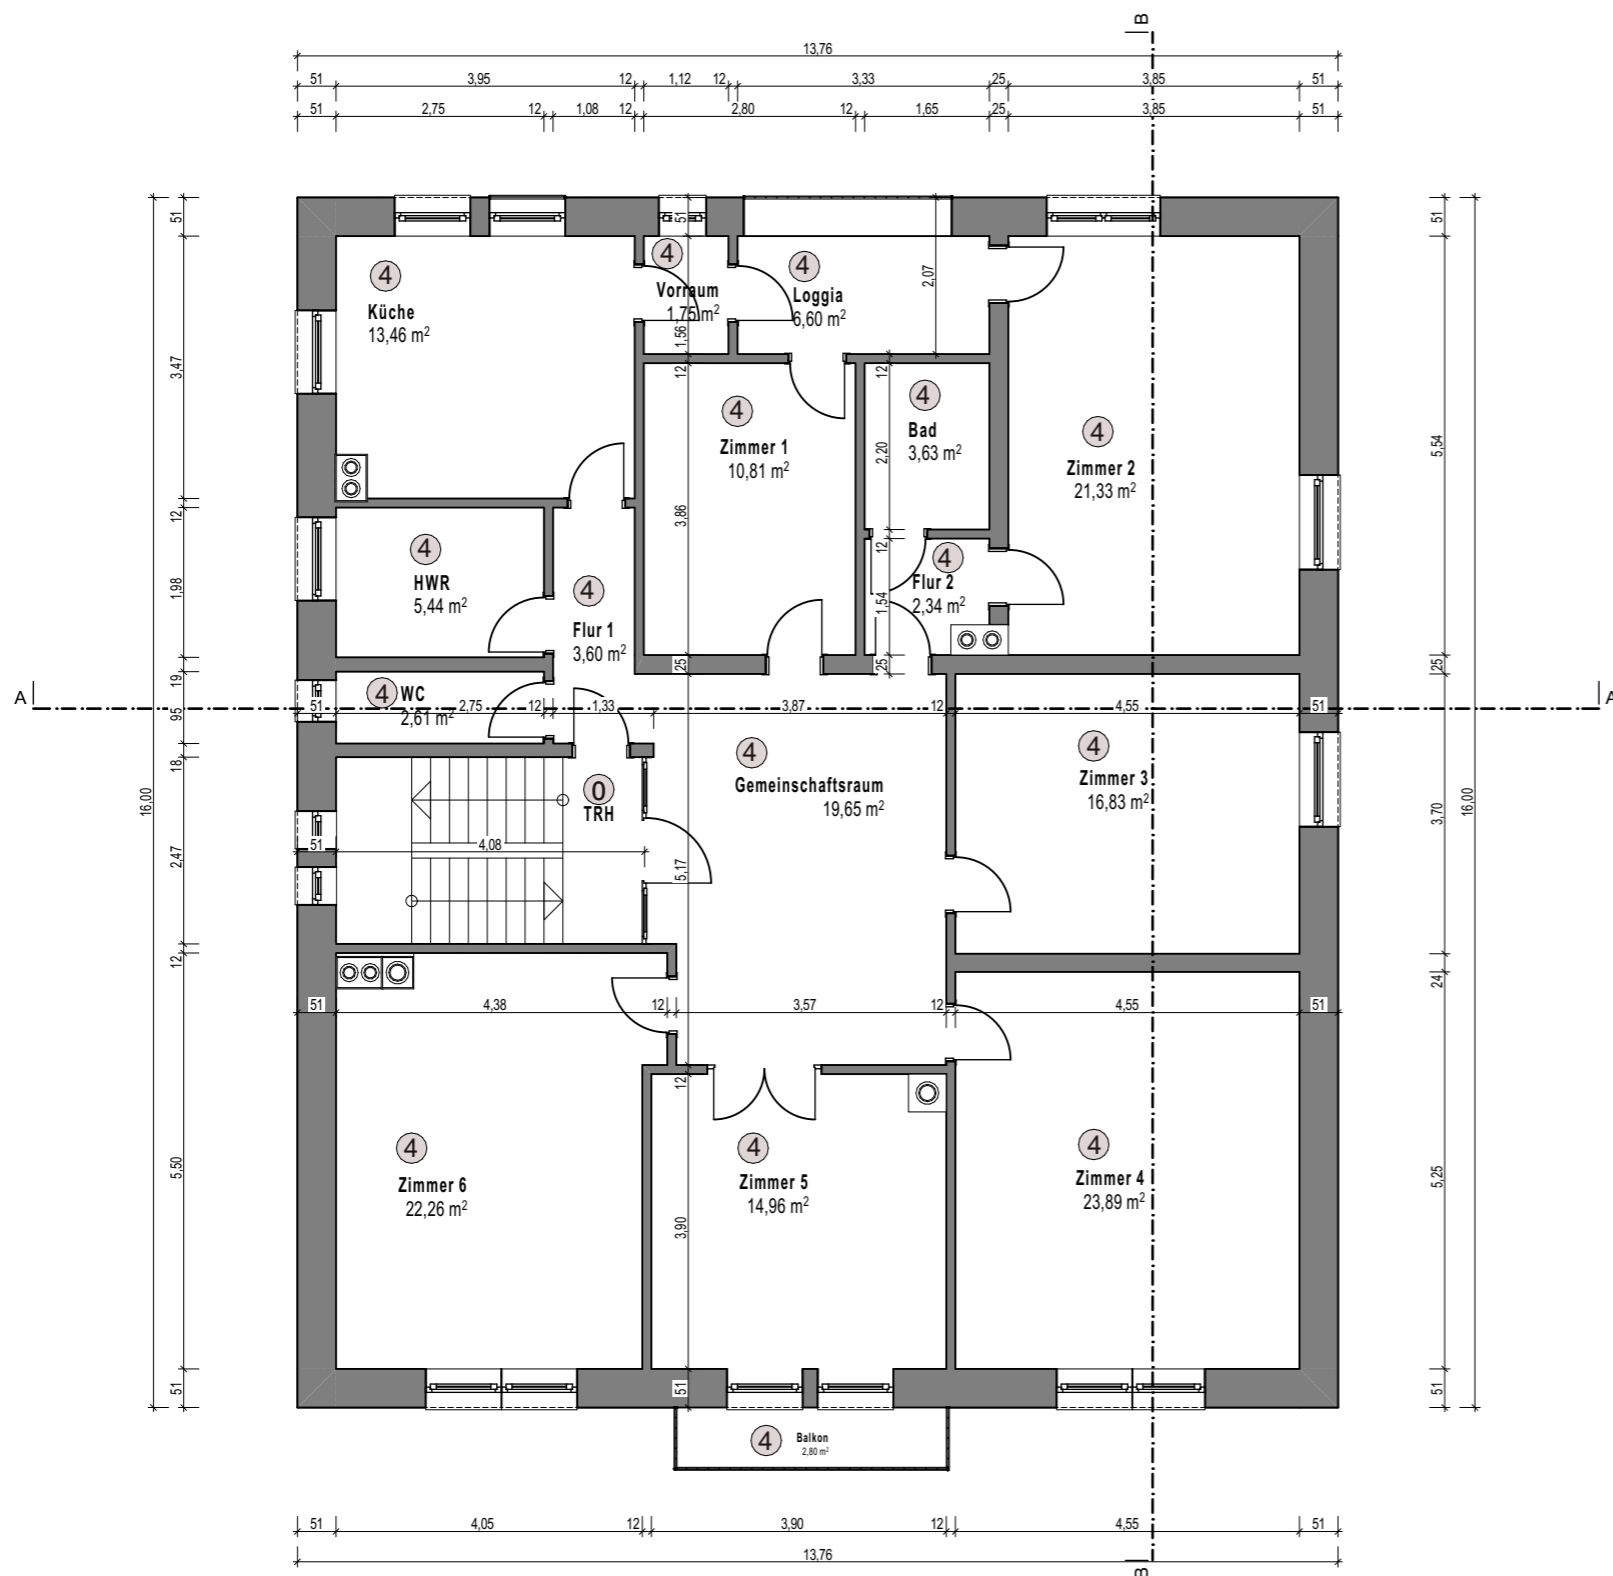 B
13,76
51 3,95 12 1,12 12 3,33 25 3,85 51
51 2,75 12 1,08 12 2,80 12 1,65 25 3,85 51
51 51 51
4 4 4
Küche
13,46 m²
Vorraum
1,75 m²
Loggia
6,60 m²
2,07
1,56
3,47
12 12
4 4 4
Zimmer 1
10,81 m²
Bad
3,63 m²
Zimmer 2
21,33 m²
2,20
5,54
12
3,86
12
4 4 4
HWR
5,44 m²
Flur 1
3,60 m²
Flur 2
2,34 m²
1,98
1,54
19 25 25 25
A A
4 WC
2,61 m²
95
51 2,75 12 1,33 3,87 12 4,55 51
18
4 4
Gemeinschaftsraum
19,65 m²
Zimmer 3
16,83 m²
0
TRH
16,00 16,00
2,47
51 4,08
5,17
3,70
12 24
51 4,38 12 3,57 12 4,55 51
12
4 4 4
Zimmer 6
22,26 m²
Zimmer 5
14,96 m²
Zimmer 4
23,89 m²
5,50 3,90 5,25
51 51 51
4 Balkon
2,80 m²
51 4,05 12 3,90 12 4,55 51
13,76
B